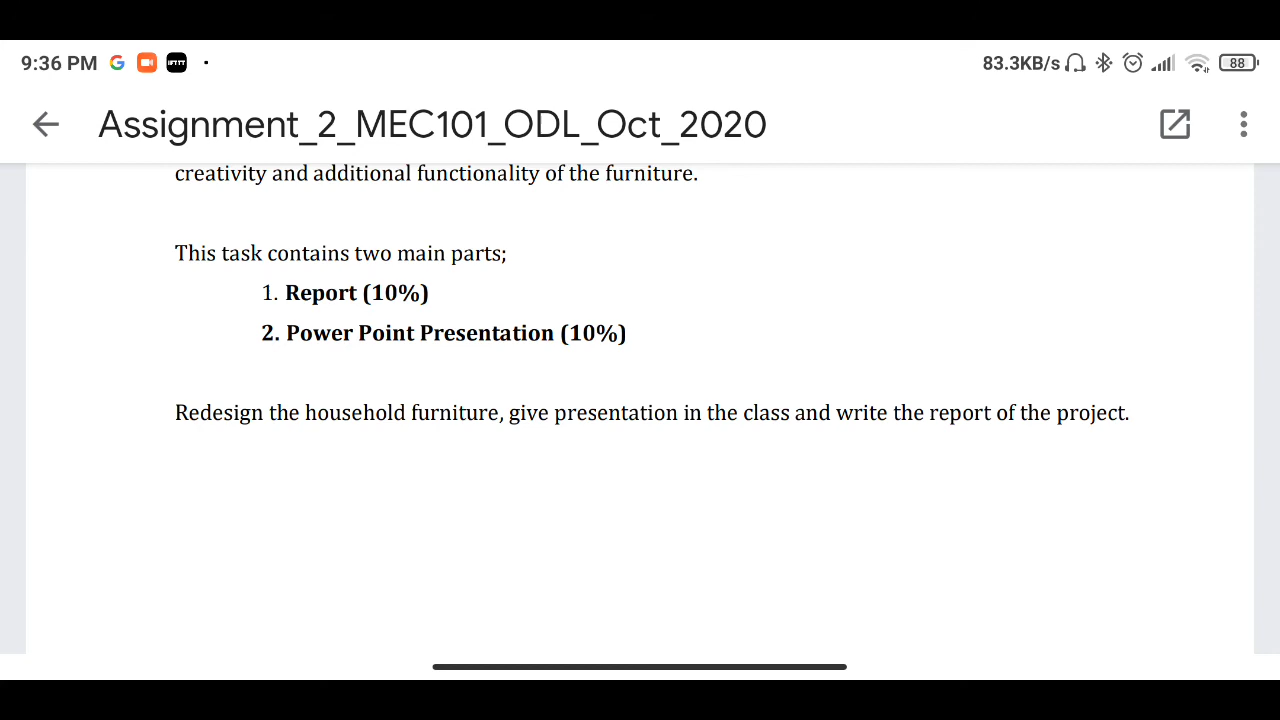 9:36 PM G IFTTT 83.3KB/s 88
Assignment_2_MEC101_ODL_Oct_2020
creativity and additional functionality of the furniture.
This task contains two main parts;
1. Report (10%)
2. Power Point Presentation (10%)
Redesign the household furniture, give presentation in the class and write the report of the project.